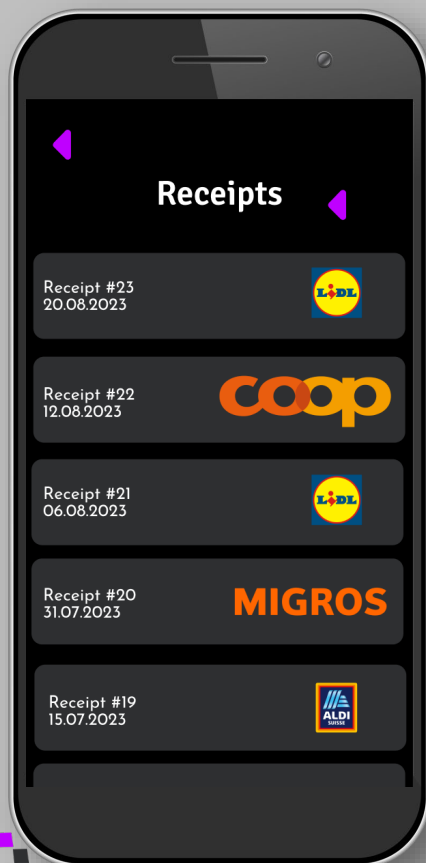 Receipts
Receipt #23
20.08.2023
LIDL
Receipt #22
12.08.2023
coop
Receipt #21
06.08.2023
LIDL
Receipt #20
31.07.2023
MIGROS
Receipt #19
15.07.2023
ALDI
SUISSE